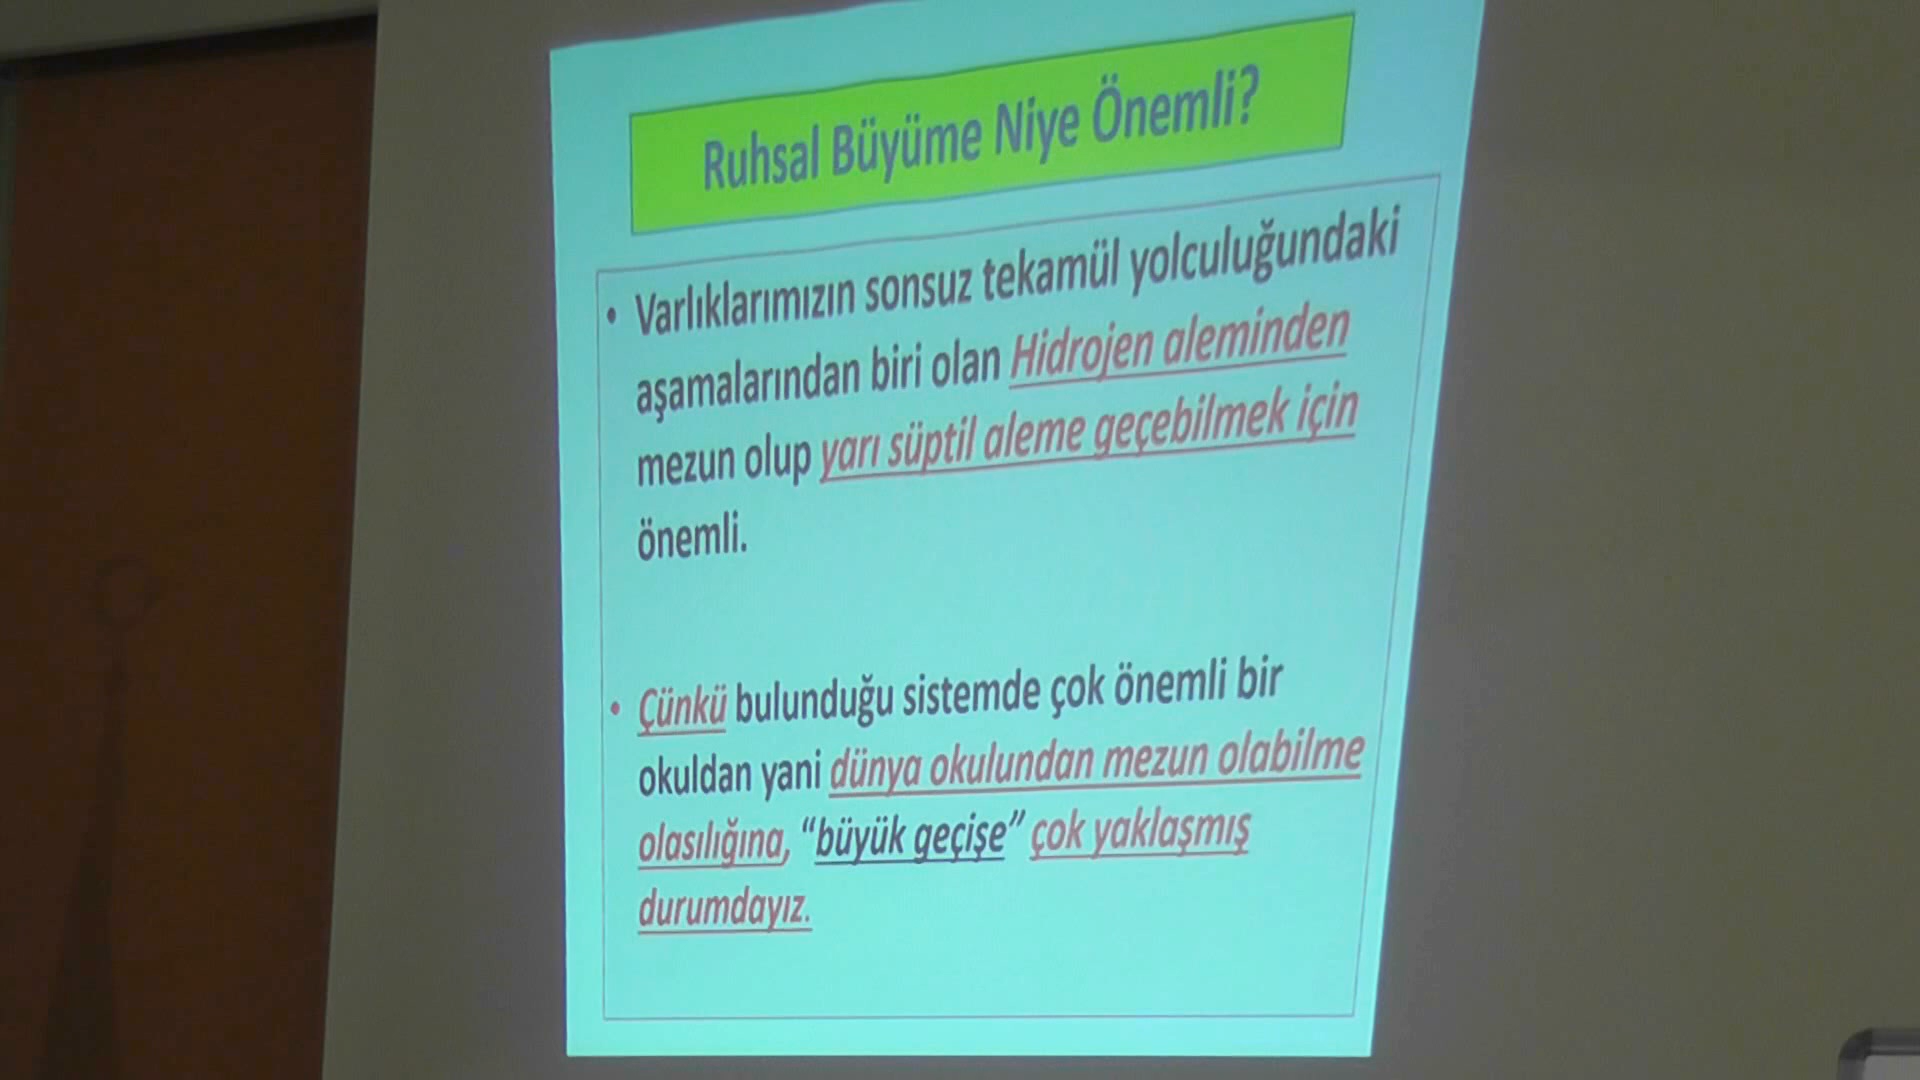 Ruhsal Büyüme Niye Önemli?
• Varlıklarımızın sonsuz tekamül yolculuğundaki
aşamalarından biri olan Hidrojen aleminden
mezun olup yarı süptil aleme geçebilmek için
önemli.
• Çünkü bulunduğu sistemde çok önemli bir
okuldan yani dünya okulundan mezun olabilme
olasılığına, “büyük geçişe” çok yaklaşmış
durumdayız.